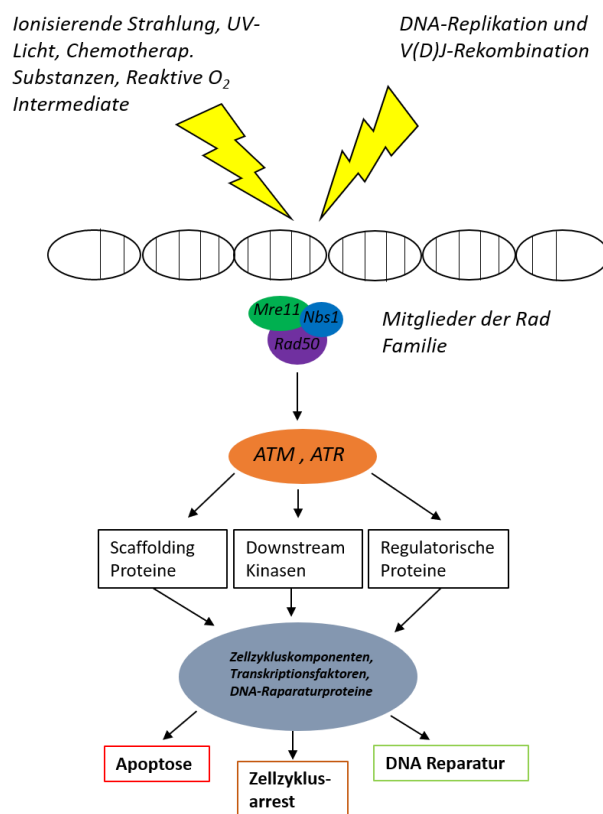 Ionisierende Strahlung, UV-
Licht, Chemotherap.
Substanzen, Reaktive O2
Intermediate
DNA-Replikation und
V(D)J-Rekombination
Mre11
Nbs1
Rad50
Mitglieder der Rad
Familie
ATM , ATR
Scaffolding
Proteine
Downstream
Kinasen
Regulatorische
Proteine
Zellzykluskomponenten,
Transkriptionsfaktoren,
DNA-Raparaturproteine
Apoptose
Zellzyklus-
arrest
DNA Reparatur